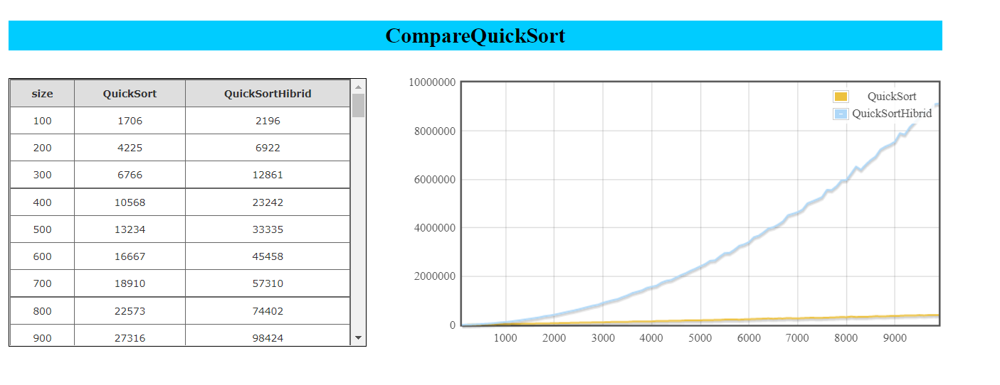 CompareQuickSort
size QuickSort QuickSortHibrid
100 1706 2196
200 4225 6922
300 6766 12861
400 10568 23242
500 13234 33335
600 16667 45458
700 18910 57310
800 22573 74402
900 27316 98424
10000000
8000000
6000000
4000000
2000000
0
QuickSort
QuickSortHibrid
1000 2000 3000 4000 5000 6000 7000 8000 9000